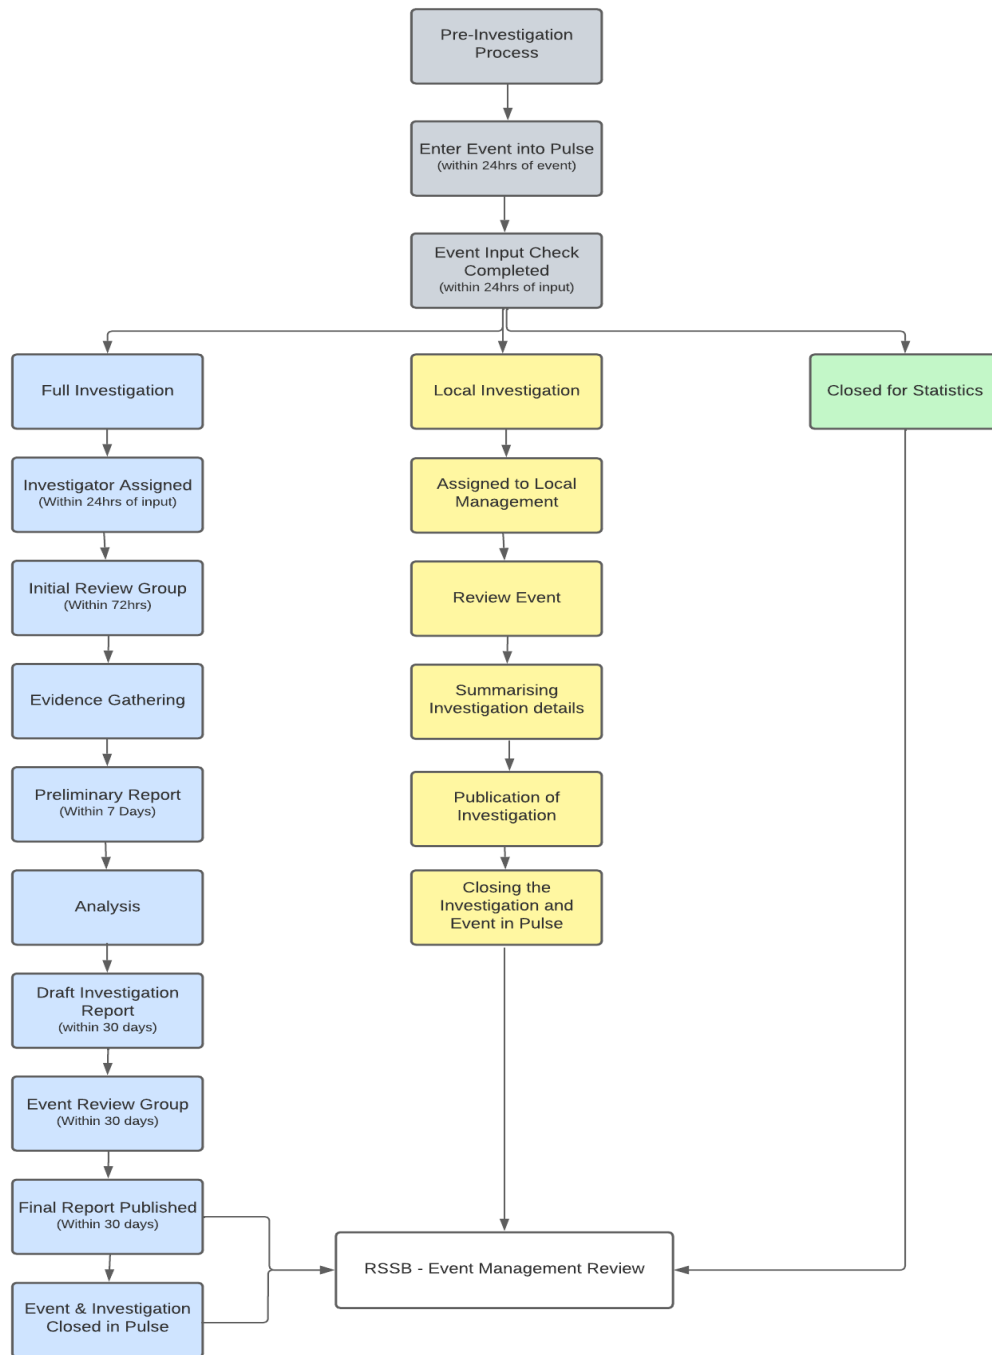 Pre-Investigation
Process
Enter Event into Pulse
(within 24hrs of event)
Event Input Check
Completed
(within 24hrs of input)
Full Investigation
Investigator Assigned
(Within 24hrs of input)
Initial Review Group
(Within 72hrs)
Evidence Gathering
Preliminary Report
(Within 7 Days)
Analysis
Draft Investigation
Report
(within 30 days)
Event Review Group
(Within 30 days)
Final Report Published
(Within 30 days)
Event & Investigation
Closed in Pulse
Local Investigation
Assigned to Local
Management
Review Event
Summarising
Investigation details
Publication of
Investigation
Closing the
Investigation and
Event in Pulse
Closed for Statistics
RSSB - Event Management Review